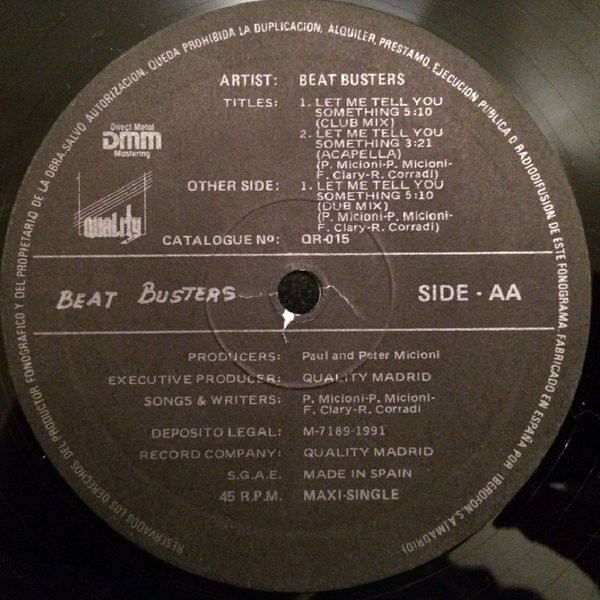 RESERVADOS LOS DERECHOS DEL PRODUCTOR FONOGRAFICO Y DEL PROPIETARIO DE LA OBRA. SALVO AUTORIZACION, QUEDA PROHIBIDA LA DUPLICACION, ALQUILER, PRESTAMO, EJECUCION PUBLICA O RADIODIFUSION DE ESTE FONOGRAMA. FABRICADO EN ESPAÑA POR IBEROFON, S.A. (MADRID)
ARTIST: BEAT BUSTERS
TITLES: 1. LET ME TELL YOU
SOMETHING 5:10
(CLUB MIX)
2. LET ME TELL YOU
SOMETHING 3:21
(ACAPELLA)
(P. Micioni-P. Micioni-
F. Clary-R. Corradi)
Direct Metal
DMM
Mastering
OTHER SIDE: 1. LET ME TELL YOU
SOMETHING 5:10
(DUB MIX)
(P. Micioni-P. Micioni-
F. Clary-R. Corradi)
quality
CATALOGUE Nº: QR-015
BEAT BUSTERS
SIDE - AA
PRODUCERS: Paul and Peter Micioni
EXECUTIVE PRODUCER: QUALITY MADRID
SONGS & WRITERS: P. Micioni-P. Micioni-
F. Clary-R. Corradi
DEPOSITO LEGAL: M-7189-1991
RECORD COMPANY: QUALITY MADRID
S.G.A.E. MADE IN SPAIN
45 R.P.M. MAXI-SINGLE